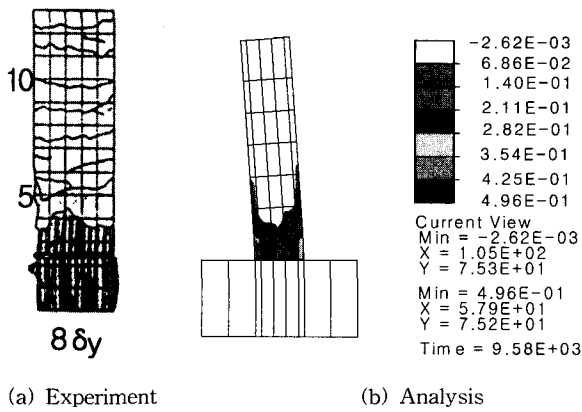 10
5
8 δy
-2.62E-03
6.86E-02
1.40E-01
2.11E-01
2.82E-01
3.54E-01
4.25E-01
4.96E-01
Current View
Min = -2.62E-03
X = 1.05E+02
Y = 7.53E+01
Min = 4.96E-01
X = 5.79E+01
Y = 7.52E+01
Time = 9.58E+03
(a) Experiment
(b) Analysis